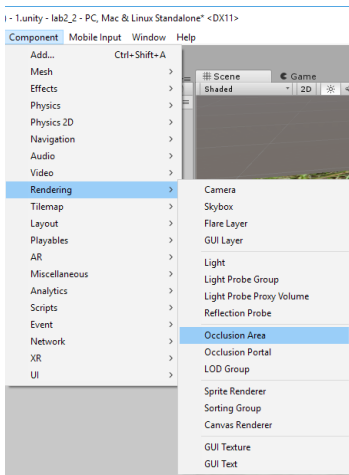 ) - 1.unity - lab2_2 - PC, Mac & Linux Standalone* <DX11>
Component Mobile Input Window Help
Add... Ctrl+Shift+A
Mesh
Effects
Physics
Physics 2D
Navigation
Audio
Video
Rendering
Tilemap
Layout
Playables
AR
Miscellaneous
Analytics
Scripts
Event
Network
XR
UI
Scene Game
Shaded 2D
Camera
Skybox
Flare Layer
GUI Layer
Light
Light Probe Group
Light Probe Proxy Volume
Reflection Probe
Occlusion Area
Occlusion Portal
LOD Group
Sprite Renderer
Sorting Group
Canvas Renderer
GUI Texture
GUI Text